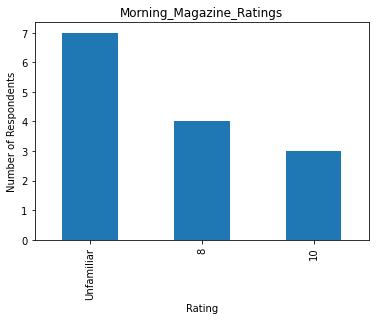 Morning_Magazine_Ratings
Number of Respondents
7
6
5
4
3
2
1
0
Unfamiliar
8
10
Rating